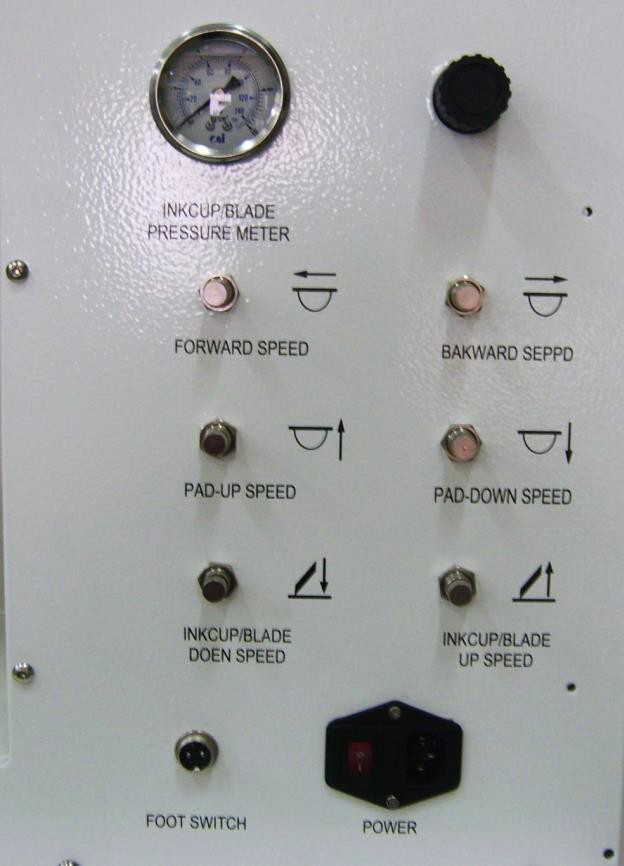 INKCUP/BLADE
PRESSURE METER
FORWARD SPEED
BAKWARD SEPPD
PAD-UP SPEED
PAD-DOWN SPEED
INKCUP/BLADE
DOEN SPEED
INKCUP/BLADE
UP SPEED
FOOT SWITCH
POWER